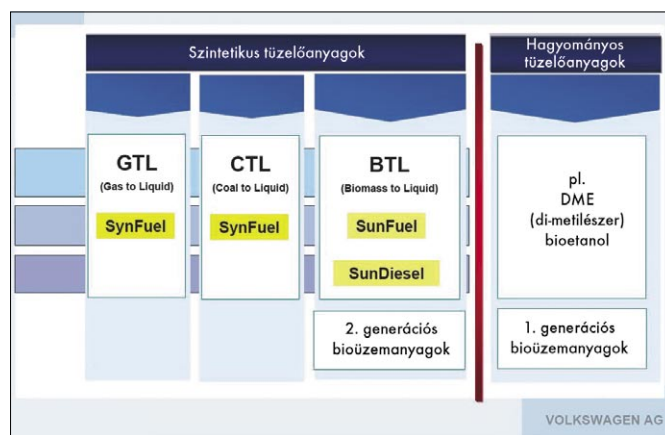 Szintetikus tüzelőanyagok
Hagyományos
tüzelőanyagok
GTL
(Gas to Liquid)
SynFuel
CTL
(Coal to Liquid)
SynFuel
BTL
(Biomass to Liquid)
SunFuel
SunDiesel
pl.
DME
(di-metilészer)
bioetanol
2. generációs
bioüzemanyagok
1. generációs
bioüzemanyagok
VOLKSWAGEN AG